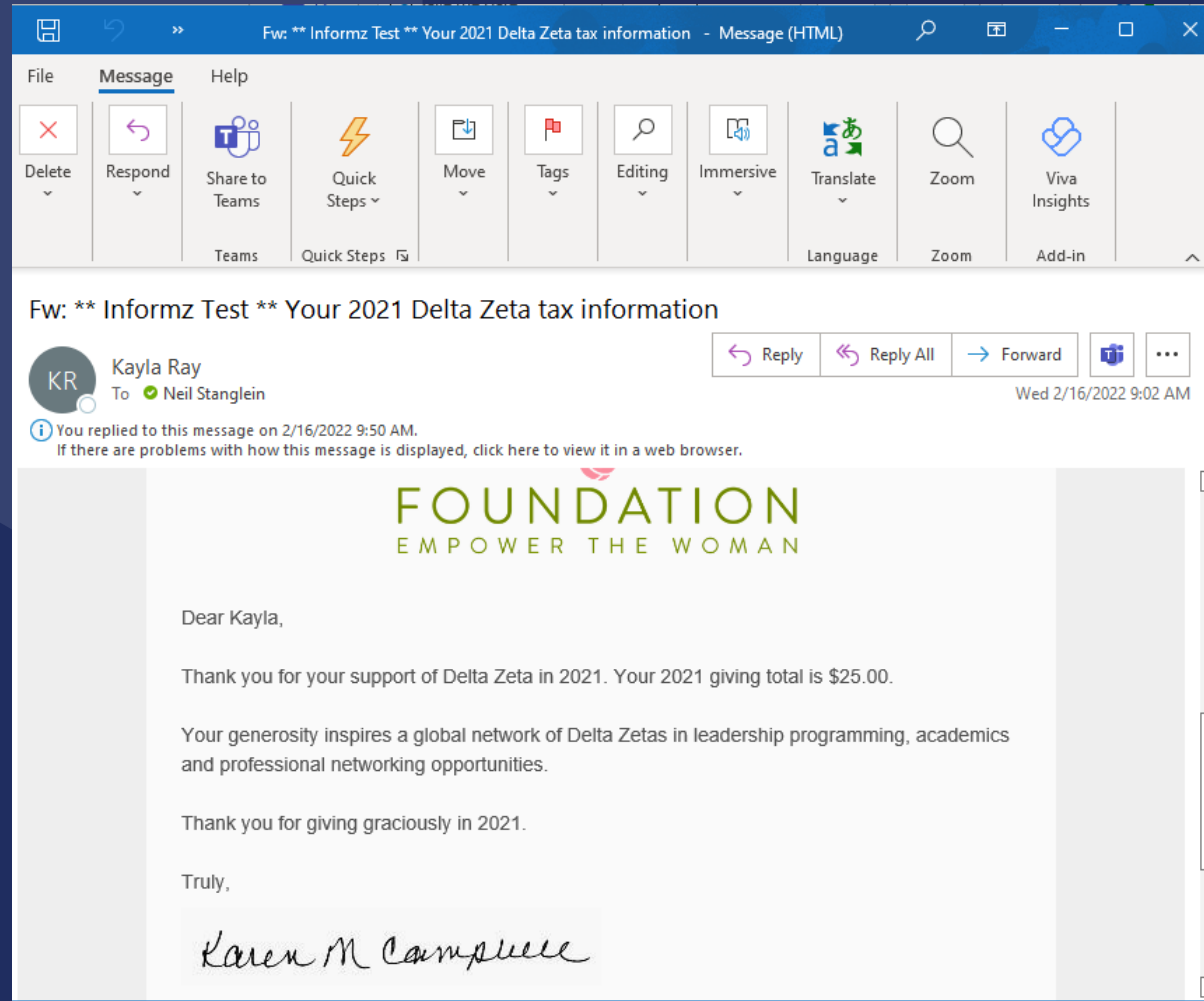 Fw: ** Informz Test ** Your 2021 Delta Zeta tax information - Message (HTML)
File Message Help
Delete Respond Share to Teams Quick Steps Move Tags Editing Immersive Translate Zoom Viva Insights
Teams Quick Steps Language Zoom Add-in
Fw: ** Informz Test ** Your 2021 Delta Zeta tax information
KR
Kayla Ray
Reply Reply All Forward
To Neil Stanglein
Wed 2/16/2022 9:02 AM
You replied to this message on 2/16/2022 9:50 AM.
If there are problems with how this message is displayed, click here to view it in a web browser.
FOUNDATION
EMPOWER THE WOMAN
Dear Kayla,
Thank you for your support of Delta Zeta in 2021. Your 2021 giving total is $25.00.
Your generosity inspires a global network of Delta Zetas in leadership programming, academics
and professional networking opportunities.
Thank you for giving graciously in 2021.
Truly,
Karen M Campbell